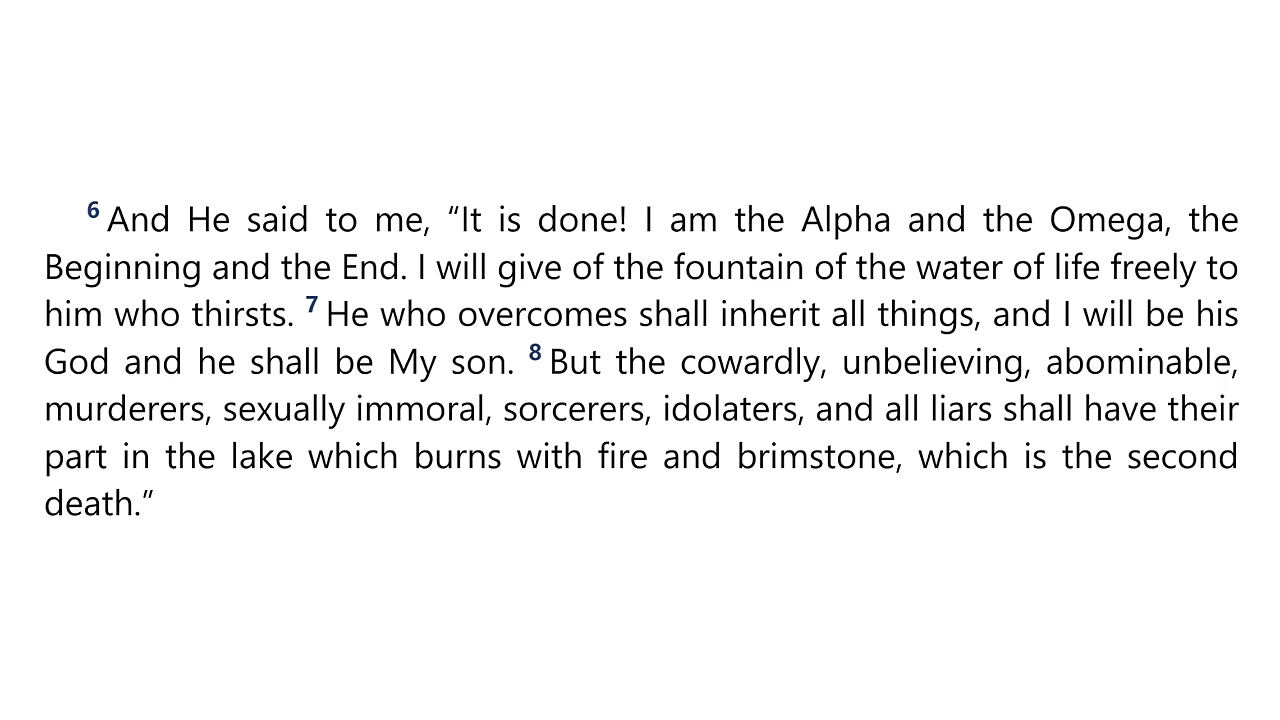 6 And He said to me, “It is done! I am the Alpha and the Omega, the
Beginning and the End. I will give of the fountain of the water of life freely to
him who thirsts. 7 He who overcomes shall inherit all things, and I will be his
God and he shall be My son. 8 But the cowardly, unbelieving, abominable,
murderers, sexually immoral, sorcerers, idolaters, and all liars shall have their
part in the lake which burns with fire and brimstone, which is the second
death.”